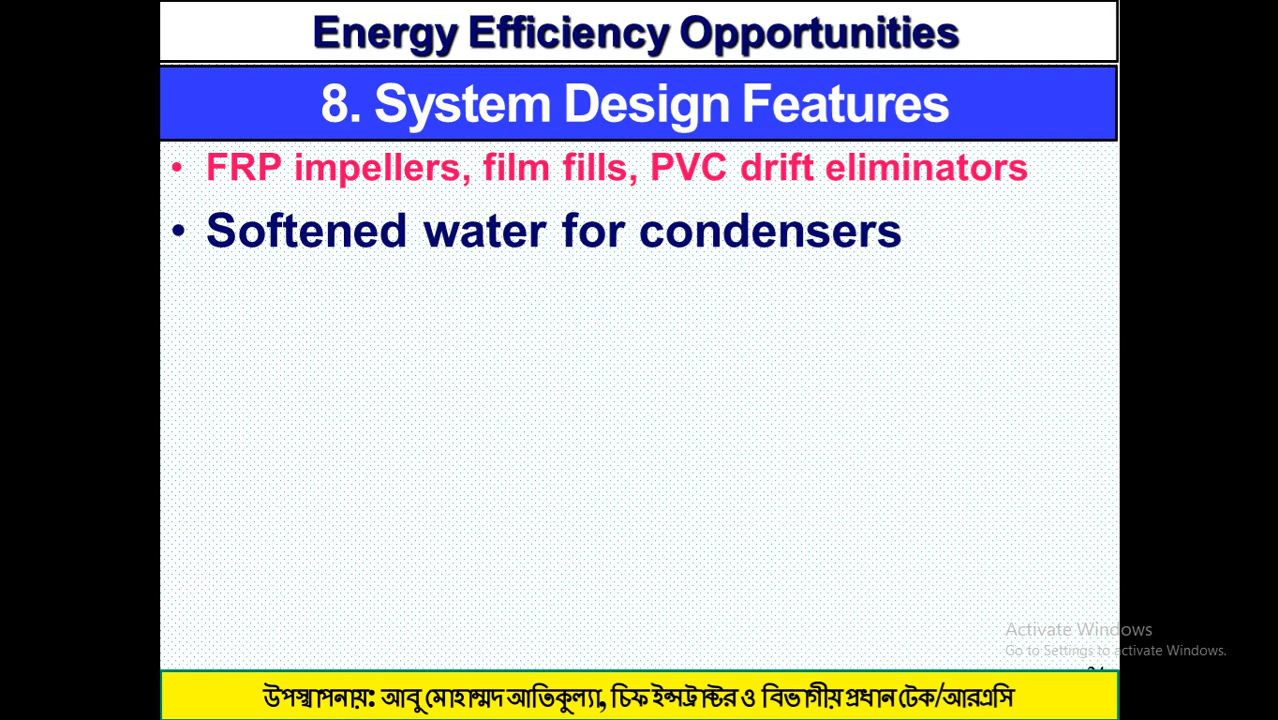 Energy Efficiency Opportunities
8. System Design Features
• FRP impellers, film fills, PVC drift eliminators
• Softened water for condensers
Activate Windows
Go to Settings to activate Windows.
উপস্থাপনায়: আবু মোহাম্মদ আতিকুল্যা, চিফ ইন্সট্রাক্টর ও বিভাগীয় প্রধান টেক/আরএসি